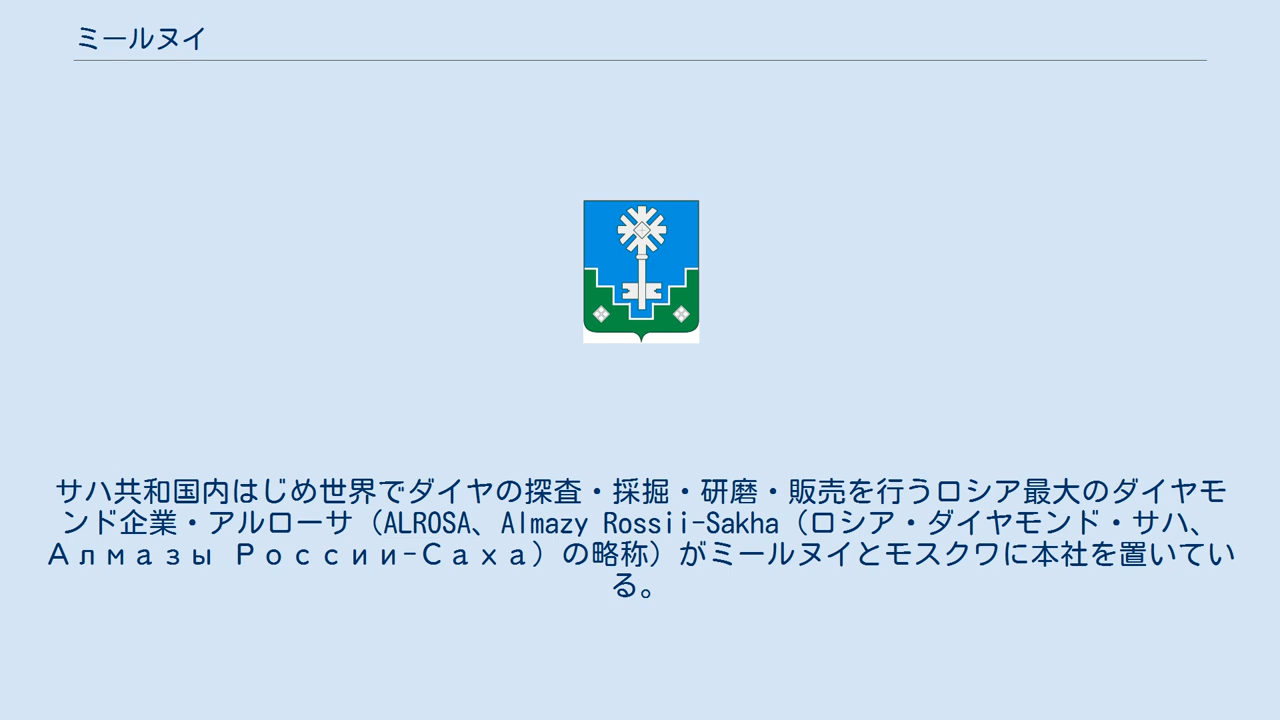 ミールヌイ
サハ共和国内はじめ世界でダイヤの探査・採掘・研磨・販売を行うロシア最大のダイヤモ
ンド企業・アルローサ（ALROSA、Almazy Rossii-Sakha（ロシア・ダイヤモンド・サハ、
Алмазы России-Саха）の略称）がミールヌイとモスクワに本社を置いてい
る。